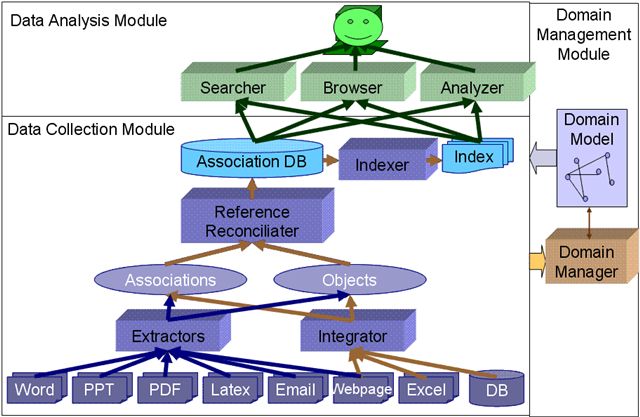 Data Analysis Module
Domain
Management
Module
Searcher
Browser
Analyzer
Data Collection Module
Domain
Model
Association DB
Indexer
Index
Reference
Reconciliater
Domain
Manager
Associations
Objects
Extractors
Integrator
Word
PPT
PDF
Latex
Email
Webpage
Excel
DB